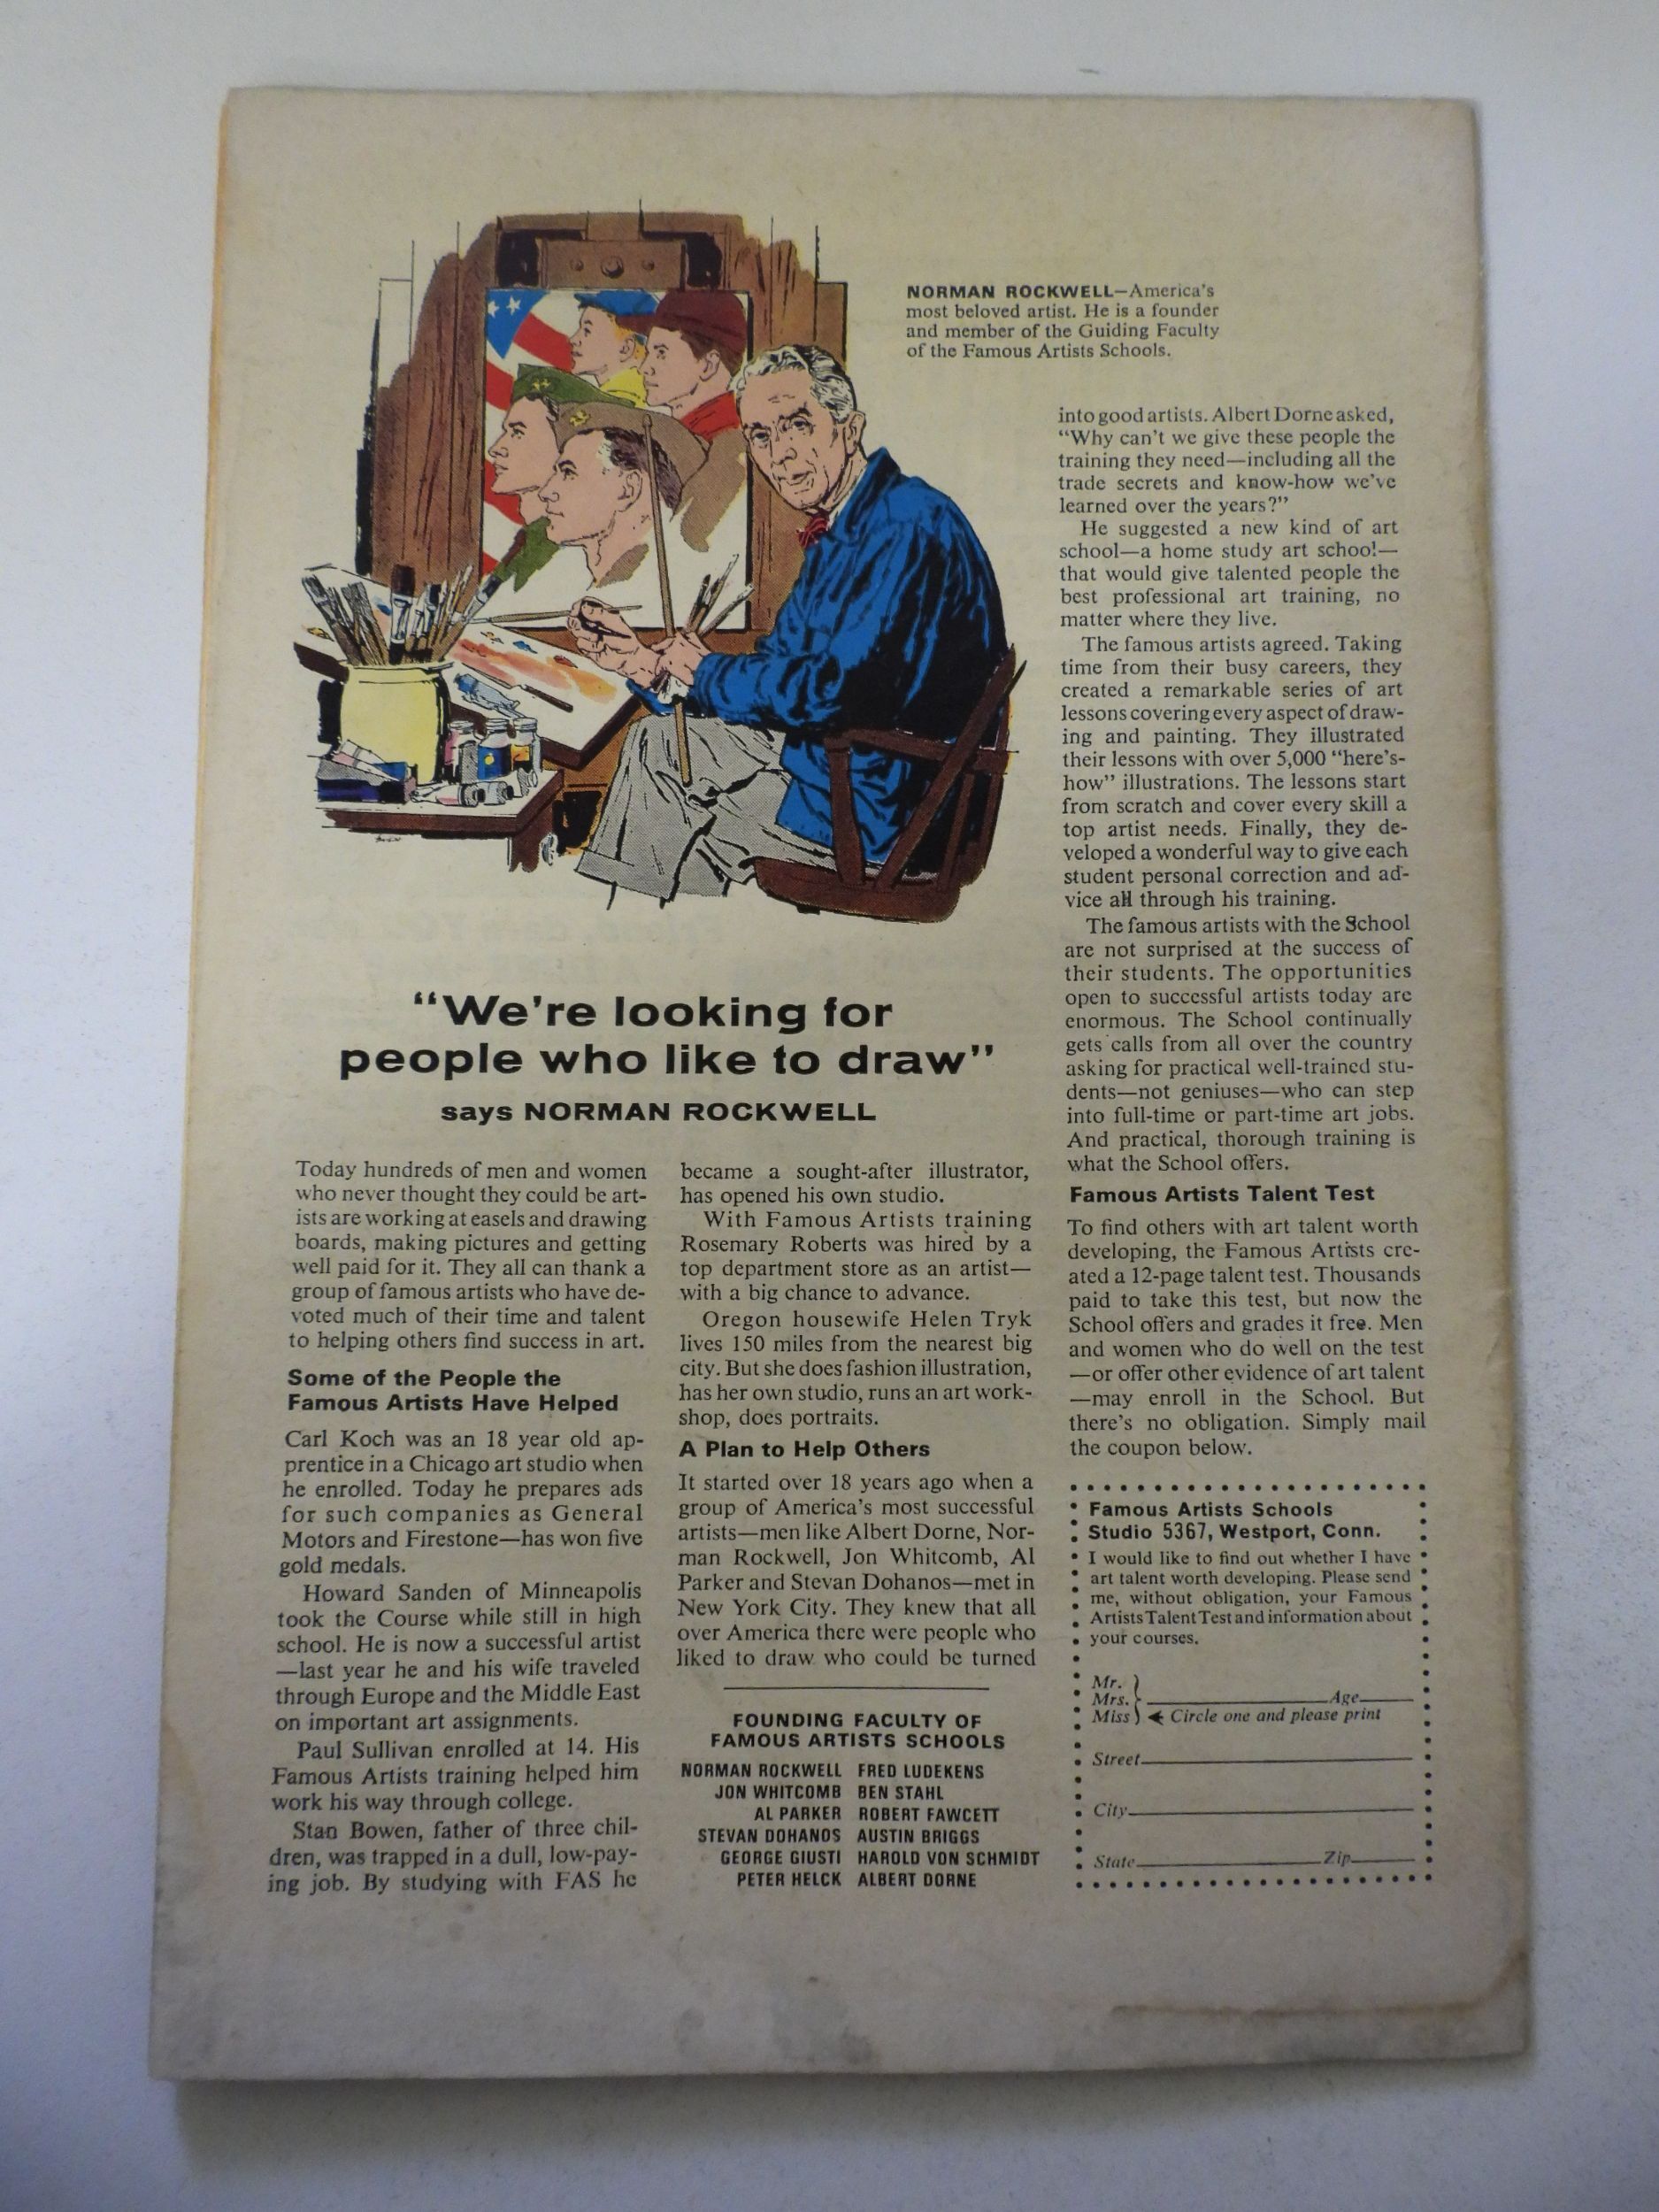 NORMAN ROCKWELL—America's
most beloved artist. He is a founder
and member of the Guiding Faculty
of the Famous Artists Schools.
"We're looking for
people who like to draw"
says NORMAN ROCKWELL
Today hundreds of men and women
who never thought they could be art-
ists are working at easels and drawing
boards, making pictures and getting
well paid for it. They all can thank a
group of famous artists who have de-
voted much of their time and talent
to helping others find success in art.
Some of the People the
Famous Artists Have Helped
Carl Koch was an 18 year old ap-
prentice in a Chicago art studio when
he enrolled. Today he prepares ads
for such companies as General
Motors and Firestone—has won five
gold medals.
Howard Sanden of Minneapolis
took the Course while still in high
school. He is now a successful artist
—last year he and his wife traveled
through Europe and the Middle East
on important art assignments.
Paul Sullivan enrolled at 14. His
Famous Artists training helped him
work his way through college.
Stan Bowen, father of three chil-
dren, was trapped in a dull, low-pay-
ing job. By studying with FAS he
became a sought-after illustrator,
has opened his own studio.
With Famous Artists training
Rosemary Roberts was hired by a
top department store as an artist—
with a big chance to advance.
Oregon housewife Helen Tryk
lives 150 miles from the nearest big
city. But she does fashion illustration,
has her own studio, runs an art work-
shop, does portraits.
A Plan to Help Others
It started over 18 years ago when a
group of America's most successful
artists—men like Albert Dorne, Nor-
man Rockwell, Jon Whitcomb, Al
Parker and Stevan Dohanos—met in
New York City. They knew that all
over America there were people who
liked to draw who could be turned
into good artists. Albert Dorne asked,
"Why can't we give these people the
training they need—including all the
trade secrets and know-how we've
learned over the years?"
He suggested a new kind of art
school—a home study art school—
that would give talented people the
best professional art training, no
matter where they live.
The famous artists agreed. Taking
time from their busy careers, they
created a remarkable series of art
lessons covering every aspect of draw-
ing and painting. They illustrated
their lessons with over 5,000 "here's-
how" illustrations. The lessons start
from scratch and cover every skill a
top artist needs. Finally, they de-
veloped a wonderful way to give each
student personal correction and ad-
vice all through his training.
The famous artists with the School
are not surprised at the success of
their students. The opportunities
open to successful artists today are
enormous. The School continually
gets calls from all over the country
asking for practical well-trained stu-
dents—not geniuses—who can step
into full-time or part-time art jobs.
And practical, thorough training is
what the School offers.
Famous Artists Talent Test
To find others with art talent worth
developing, the Famous Artists cre-
ated a 12-page talent test. Thousands
paid to take this test, but now the
School offers and grades it free. Men
and women who do well on the test
—or offer other evidence of art talent
—may enroll in the School. But
there's no obligation. Simply mail
the coupon below.
FOUNDING FACULTY OF
FAMOUS ARTISTS SCHOOLS
NORMAN ROCKWELL FRED LUDEKENS
JON WHITCOMB BEN STAHL
AL PARKER ROBERT FAWCETT
STEVAN DOHANOS AUSTIN BRIGGS
GEORGE GIUSTI HAROLD VON SCHMIDT
PETER HELCK ALBERT DORNE
Famous Artists Schools
Studio 5367, Westport, Conn.
I would like to find out whether I have
art talent worth developing. Please send
me, without obligation, your Famous
Artists Talent Test and information about
your courses.
Mr.
Mrs. Age
Miss Circle one and please print
Street
City
State Zip